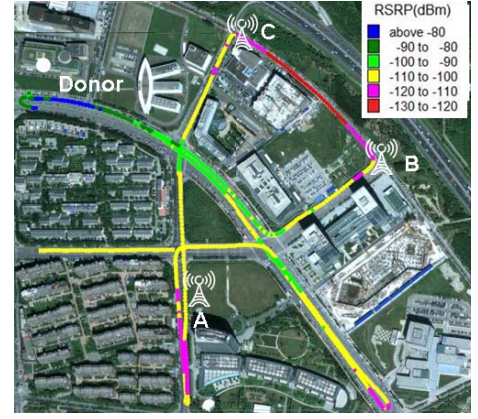 RSRP(dBm)
above -80
-90 to -80
-100 to -90
-110 to -100
-120 to -110
-130 to -120
C
Donor
B
A